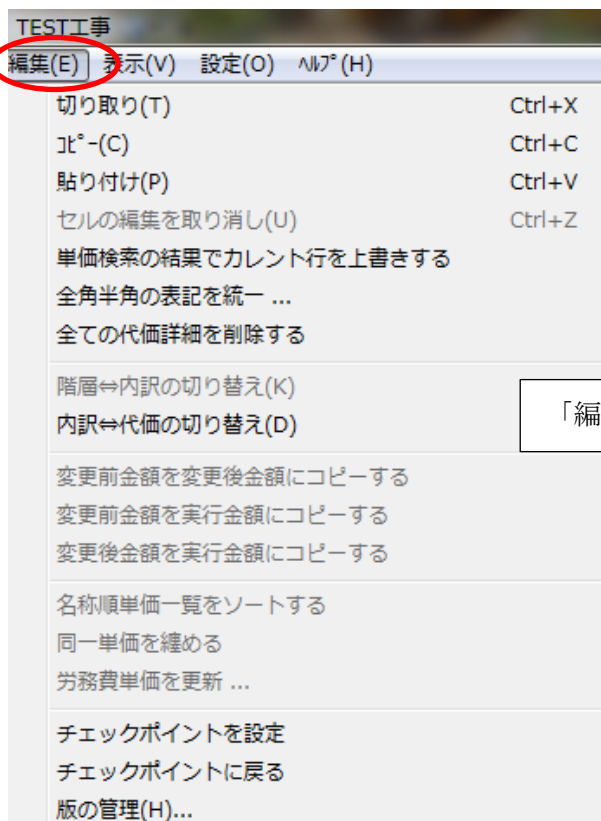 TEST工事
編集(E) 表示(V) 設定(O) ﾍﾙﾌﾟ(H)
切り取り(T) Ctrl+X
ｺﾋﾟｰ(C) Ctrl+C
貼り付け(P) Ctrl+V
セルの編集を取り消し(U) Ctrl+Z
単価検索の結果でカレント行を上書きする
全角半角の表記を統一 ...
全ての代価詳細を削除する
階層⇔内訳の切り替え(K)
内訳⇔代価の切り替え(D)
「編
変更前金額を変更後金額にコピーする
変更前金額を実行金額にコピーする
変更後金額を実行金額にコピーする
名称順単価一覧をソートする
同一単価を纏める
労務費単価を更新 ...
チェックポイントを設定
チェックポイントに戻る
版の管理(H)...